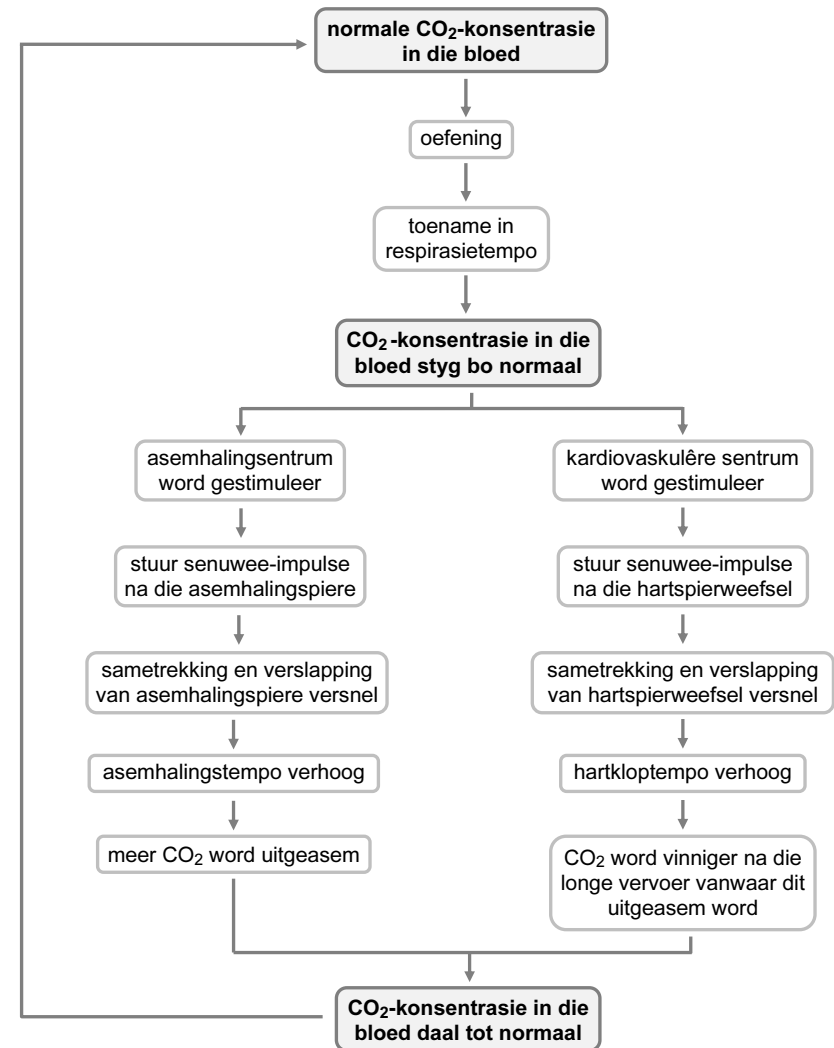 normale CO₂-konsentrasie
in die bloed
oefening
toename in
respirasietempo
CO₂-konsentrasie in die
bloed styg bo normaal
asemhalingsentrum
word gestimuleer
stuur senuwee-impulse
na die asemhalingspiere
sametrekking en verslapping
van asemhalingspiere versnel
asemhalingstempo verhoog
meer CO₂ word uitgeasem
kardiovaskulêre sentrum
word gestimuleer
stuur senuwee-impulse
na die hartspierweefsel
sametrekking en verslapping
van hartspierweefsel versnel
hartkloptempo verhoog
CO₂ word vinniger na die
longe vervoer vanwaar dit
uitgeasem word
CO₂-konsentrasie in die
bloed daal tot normaal